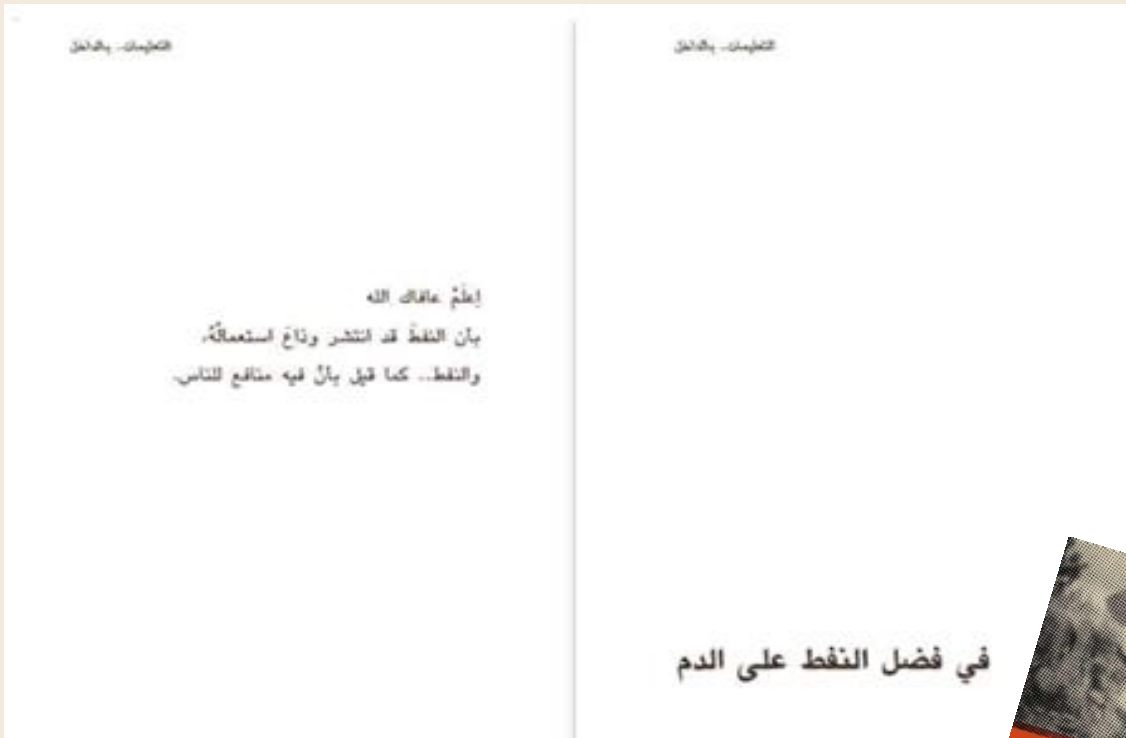 التعليمات.. بالداخل
في فضل النفط على الدم
التعليمات.. بالداخل
إعلَمْ عافاك الله
بأن النفطَ قد انتشر وذاعَ استعمالُهُ،
والنفط.. كما قيل بأنَّ فيه منافع للناس.